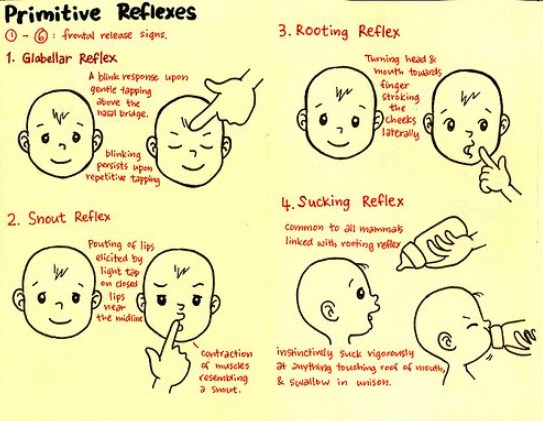 Primitive Reflexes
① - ⑥ : frontal release signs.
1. Glabellar Reflex
A blink response upon
gentle tapping
above the
nasal bridge.
blinking
persists upon
repetitive tapping
2. Snout Reflex
Pouting of lips
elicited by
light tap
on closed
lips
near
the midline
contraction
of muscles
resembling
a snout.
3. Rooting Reflex
Turning head &
mouth towards
finger
stroking
the
cheeks
laterally
4. Sucking Reflex
common to all mammals
linked with rooting reflex
instinctively suck vigorously
at anything touching roof of mouth,
& swallow in unison.